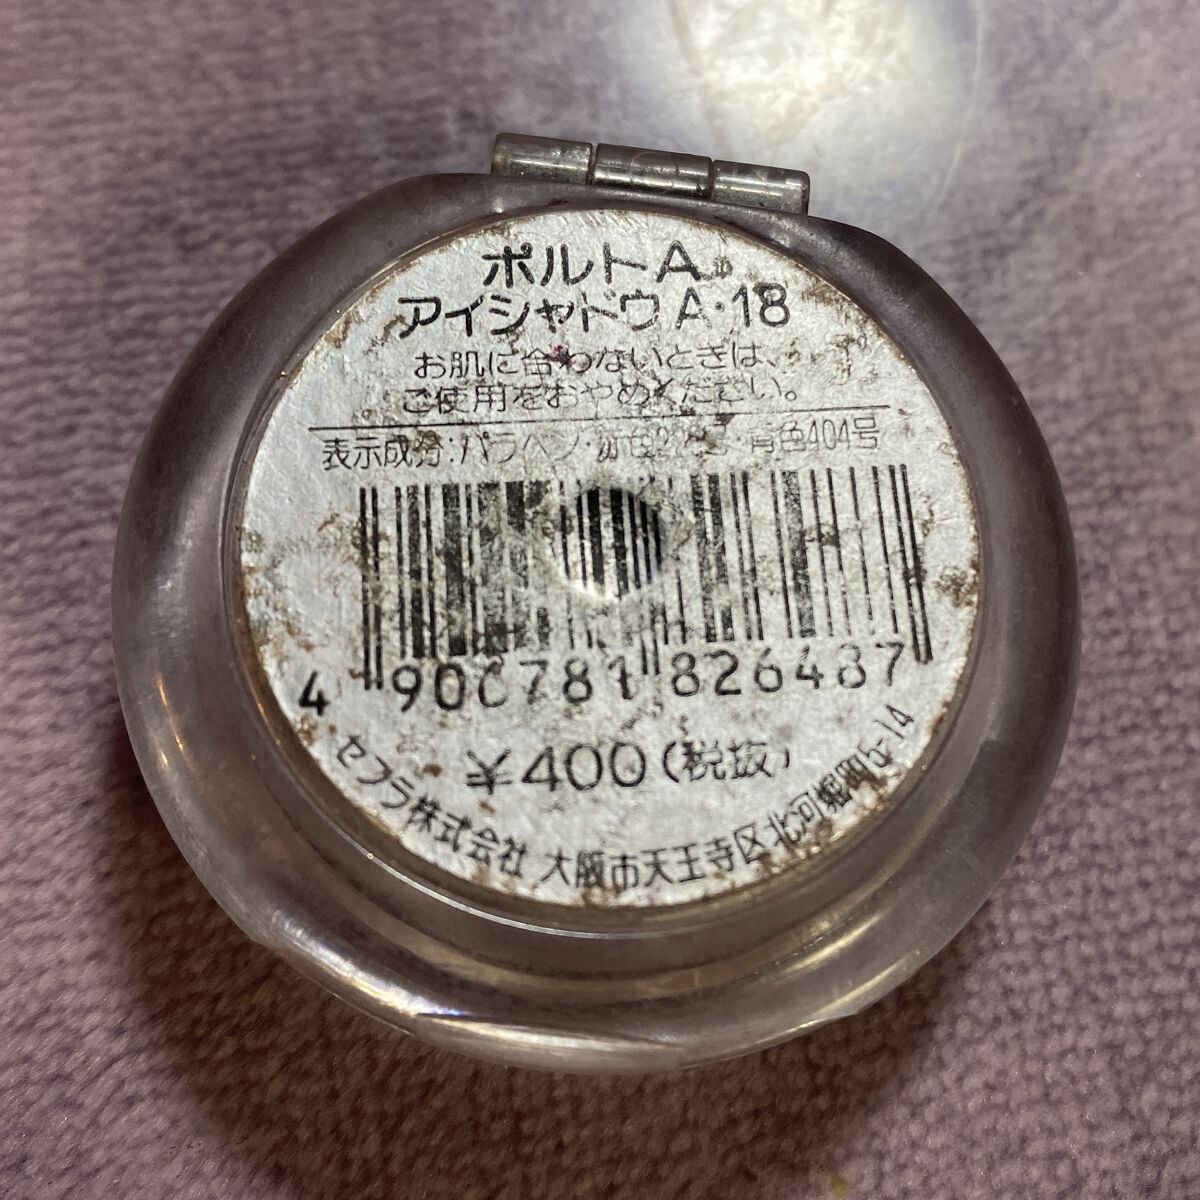 ポルトA
アイシャドウA・18
お肌に合わないときは、
ご使用をおやめください。
表示成分:パラベン・青色404号
4 906781 826487
¥400(税抜)
セフラ株式会社 大阪市天王寺区北河堀町5-14